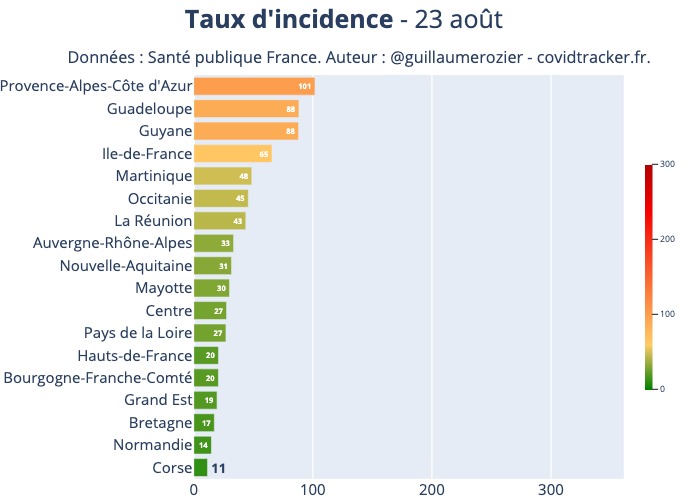 Taux d'incidence - 23 août
Données : Santé publique France. Auteur : @guillaumerozier - covidtracker.fr.
Provence-Alpes-Côte d'Azur 101
Guadeloupe 88
Guyane 88
Ile-de-France 65
Martinique 48
Occitanie 45
La Réunion 43
Auvergne-Rhône-Alpes 33
Nouvelle-Aquitaine 31
Mayotte 30
Centre 27
Pays de la Loire 27
Hauts-de-France 20
Bourgogne-Franche-Comté 20
Grand Est 19
Bretagne 17
Normandie 14
Corse 11
0 100 200 300
300
200
100
0